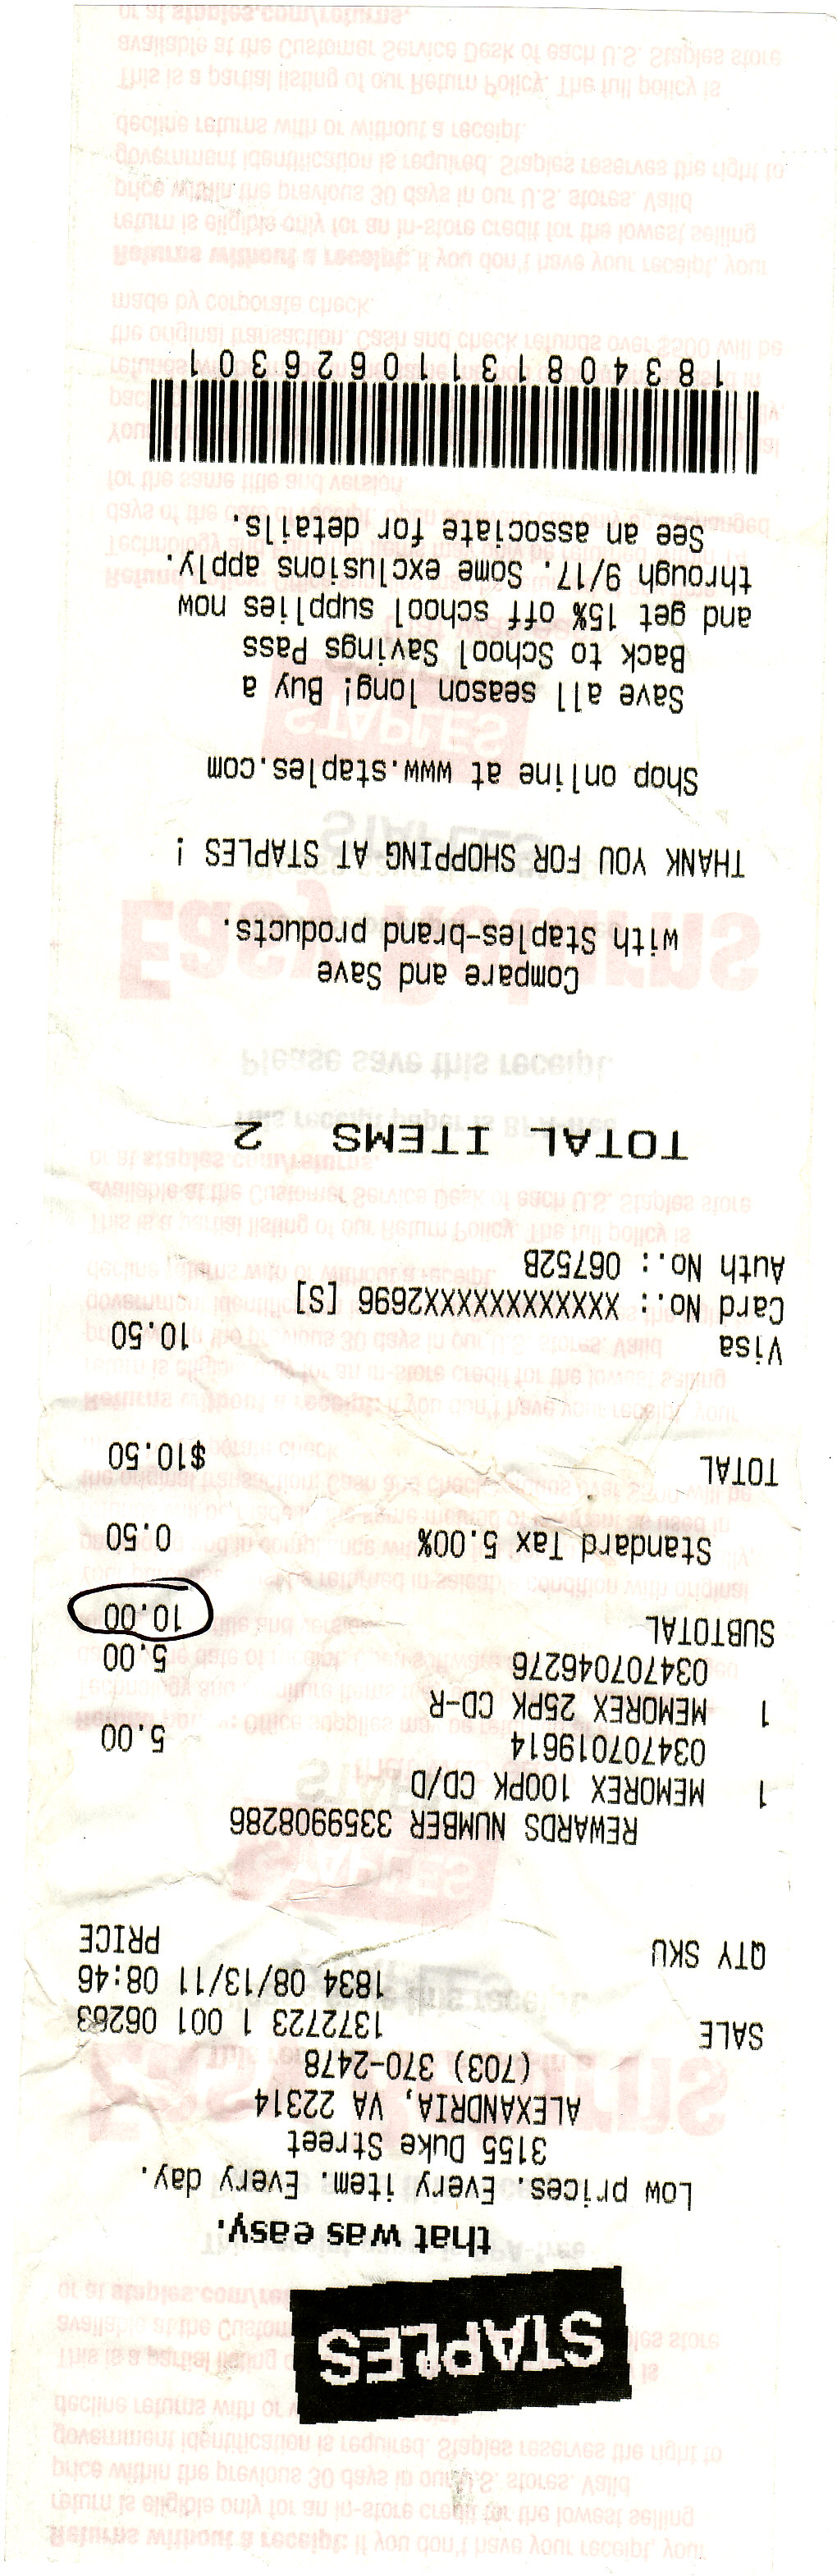 STAPLES
that was easy.
Low prices. Every item. Every day.
3155 Duke Street
ALEXANDRIA, VA 22314
(703) 370-2478
SALE 1372723 1 001 06263
1834 08/13/11 08:46
QTY SKU PRICE
REWARDS NUMBER 3359908286
1 MEMOREX 100PK CD/D
034707019614 5.00
1 MEMOREX 25PK CD-R
034707046276 5.00
SUBTOTAL 10.00
Standard Tax 5.00% 0.50
TOTAL $10.50
Visa 10.50
Card No.: XXXXXXXXXXXX2696 [S]
Auth No.: 06752B
TOTAL ITEMS 2
Compare and Save
with Staples-brand products.
THANK YOU FOR SHOPPING AT STAPLES !
Shop online at www.staples.com
Save all season long! Buy a
Back to School Savings Pass
and get 15% off school supplies now
through 9/17. Some exclusions apply.
See an associate for details.
18340813110626301